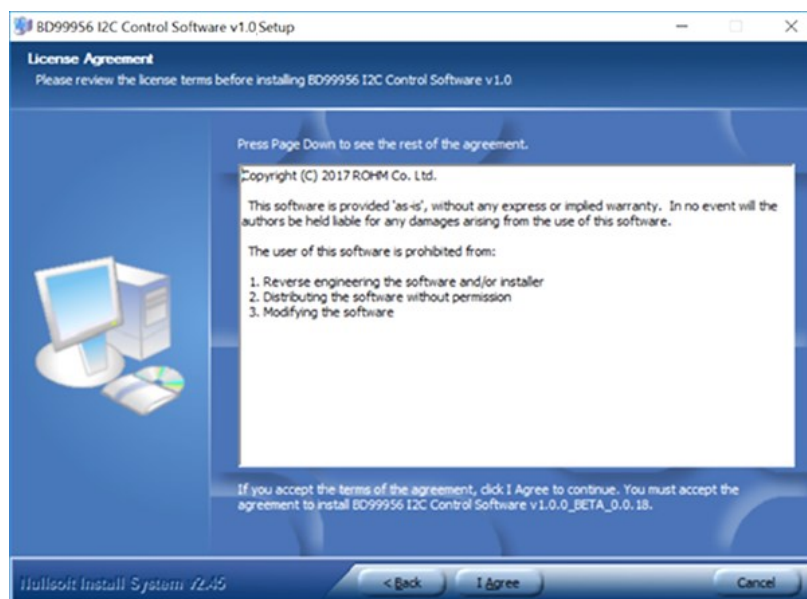 BD99956 I2C Control Software v1.0 Setup
License Agreement
Please review the license terms before installing BD99956 I2C Control Software v1.0
Press Page Down to see the rest of the agreement.
Copyright (C) 2017 ROHM Co. Ltd.
This software is provided 'as-is', without any express or implied warranty. In no event will the
authors be held liable for any damages arising from the use of this software.
The user of this software is prohibited from:
1. Reverse engineering the software and/or installer
2. Distributing the software without permission
3. Modifying the software
If you accept the terms of the agreement, click I Agree to continue. You must accept the
agreement to install BD99956 I2C Control Software v1.0.0_BETA_0.0.18.
Nullsoft Install System v2.45
< Back
I Agree
Cancel